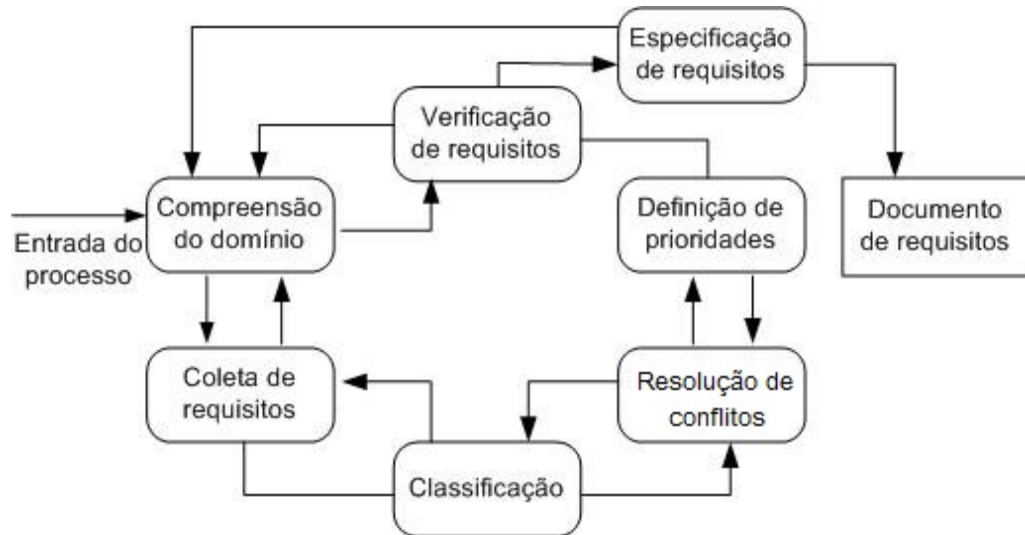 Especificação
de requisitos
Verificação
de requisitos
Compreensão
do domínio
Definição de
prioridades
Documento
de requisitos
Entrada do
processo
Coleta de
requisitos
Resolução de
conflitos
Classificação